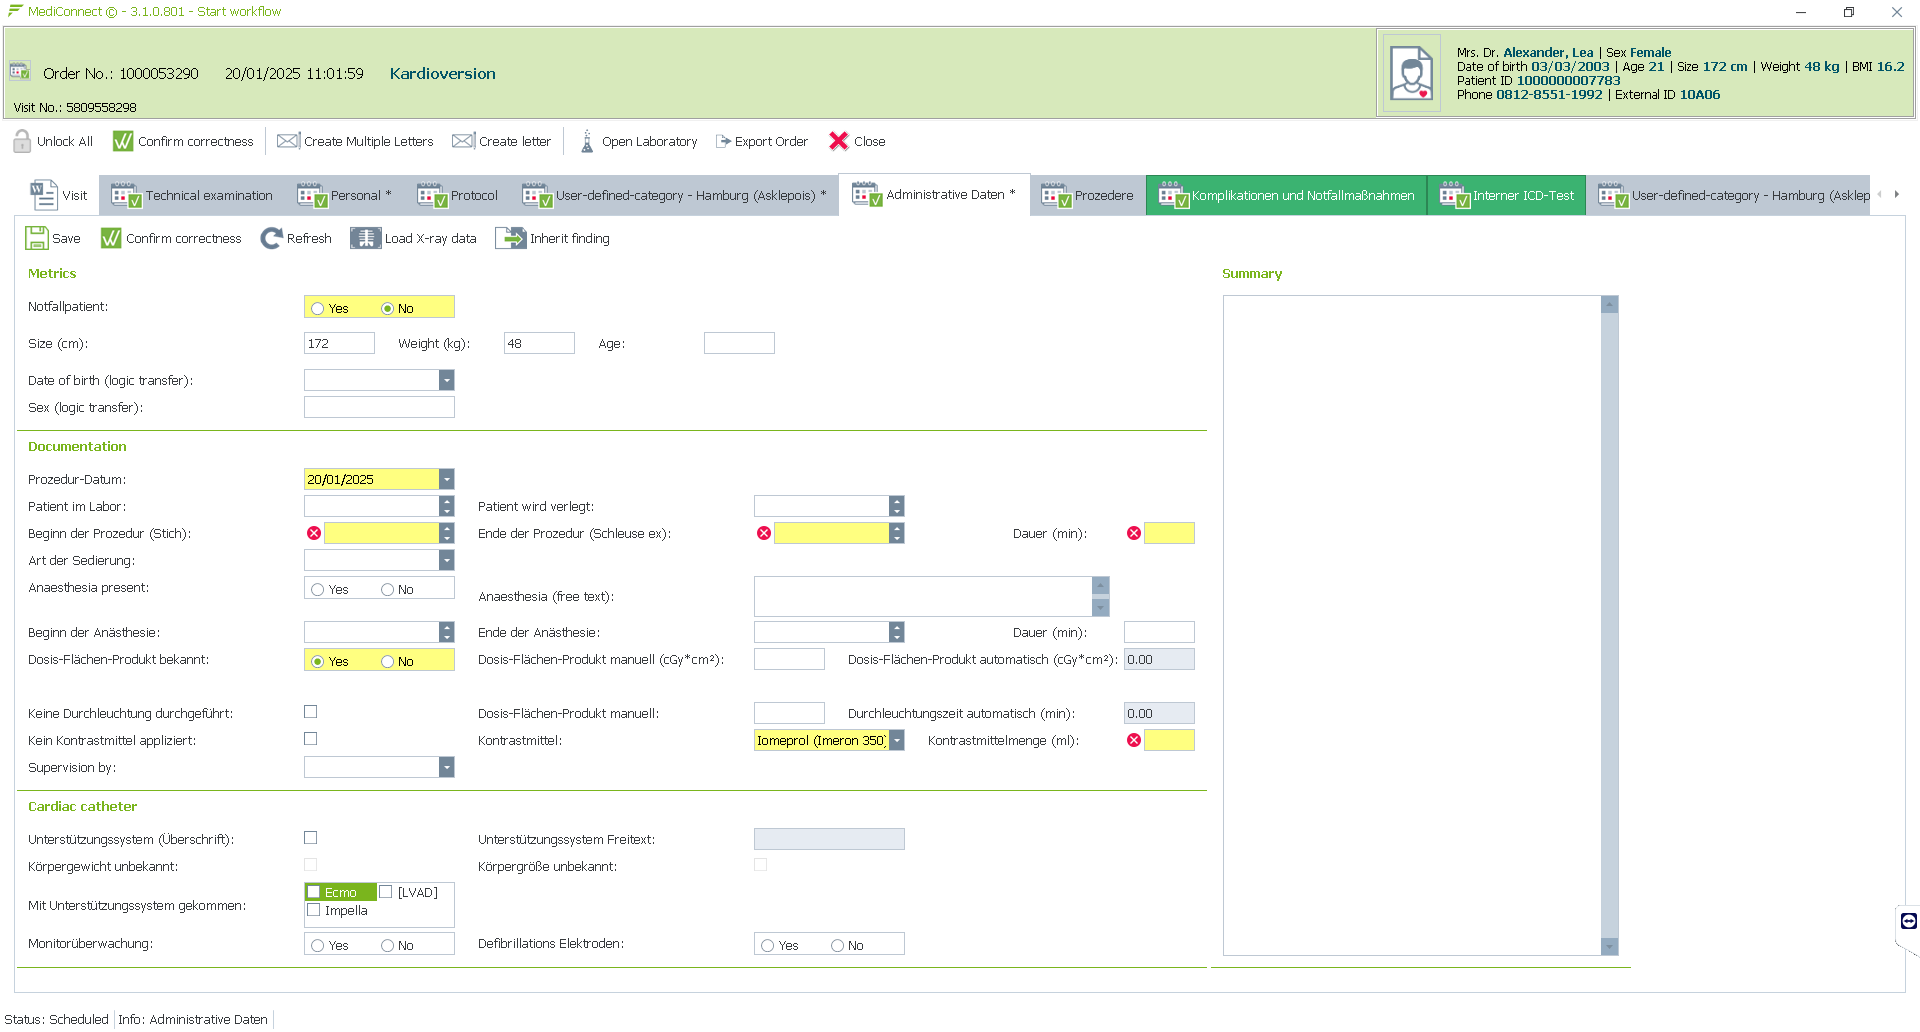 MediConnect © - 3.1.0.801 - Start workflow
Order No.: 1000053290 20/01/2025 11:01:59 Kardioversion
Visit No.: 5809558298
Mrs. Dr. Alexander, Lea | Sex Female
Date of birth 03/03/2003 | Age 21 | Size 172 cm | Weight 48 kg | BMI 16.2
Patient ID 1000000007783
Phone 0812-8551-1992 | External ID 10A06
Unlock All Confirm correctness Create Multiple Letters Create letter Open Laboratory Export Order Close
Visit Technical examination Personal * Protocol User-defined-category - Hamburg (Asklepois) * Administrative Daten * Prozedere Komplikationen und Notfallmaßnahmen Interner ICD-Test User-defined-category - Hamburg (Asklep
Save Confirm correctness Refresh Load X-ray data Inherit finding
Metrics
Notfallpatient: Yes No
Size (cm): 172 Weight (kg): 48 Age:
Date of birth (logic transfer):
Sex (logic transfer):
Documentation
Prozedur-Datum: 20/01/2025
Patient im Labor: Patient wird verlegt:
Beginn der Prozedur (Stich): Ende der Prozedur (Schleuse ex): Dauer (min):
Art der Sedierung:
Anaesthesia present: Yes No Anaesthesia (free text):
Beginn der Anästhesie: Ende der Anästhesie: Dauer (min):
Dosis-Flächen-Produkt bekannt: Yes No Dosis-Flächen-Produkt manuell (cGy*cm²): Dosis-Flächen-Produkt automatisch (cGy*cm²): 0.00
Keine Durchleuchtung durchgeführt: Dosis-Flächen-Produkt manuell: Durchleuchtungszeit automatisch (min): 0.00
Kein Kontrastmittel appliziert: Kontrastmittel: Iomeprol (Imeron 350) Kontrastmittelmenge (ml):
Supervision by:
Cardiac catheter
Unterstützungssystem (Überschrift): Unterstützungssystem Freitext:
Körpergewicht unbekannt: Körpergröße unbekannt:
Mit Unterstützungssystem gekommen: Ecmo [LVAD]
Impella
Monitorüberwachung: Yes No Defibrillations Elektroden: Yes No
Summary
Status: Scheduled Info: Administrative Daten